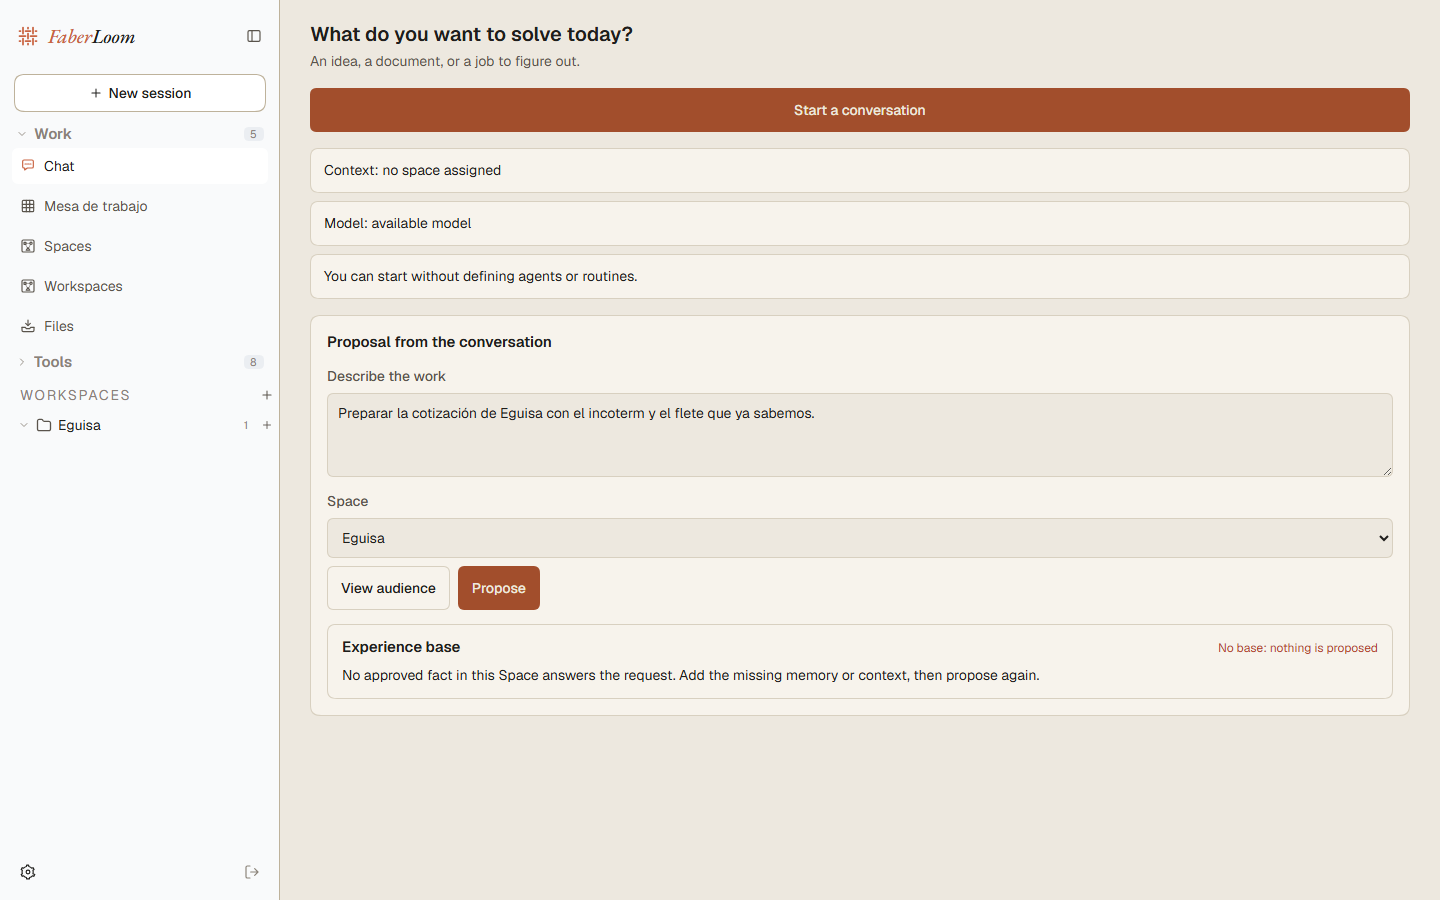 FaberLoom
+ New session
Work 5
Chat
Mesa de trabajo
Spaces
Workspaces
Files
Tools 8
WORKSPACES +
Eguisa 1 +
What do you want to solve today?
An idea, a document, or a job to figure out.
Start a conversation
Context: no space assigned
Model: available model
You can start without defining agents or routines.
Proposal from the conversation
Describe the work
Preparar la cotización de Eguisa con el incoterm y el flete que ya sabemos.
Space
Eguisa
View audience Propose
Experience base No base: nothing is proposed
No approved fact in this Space answers the request. Add the missing memory or context, then propose again.